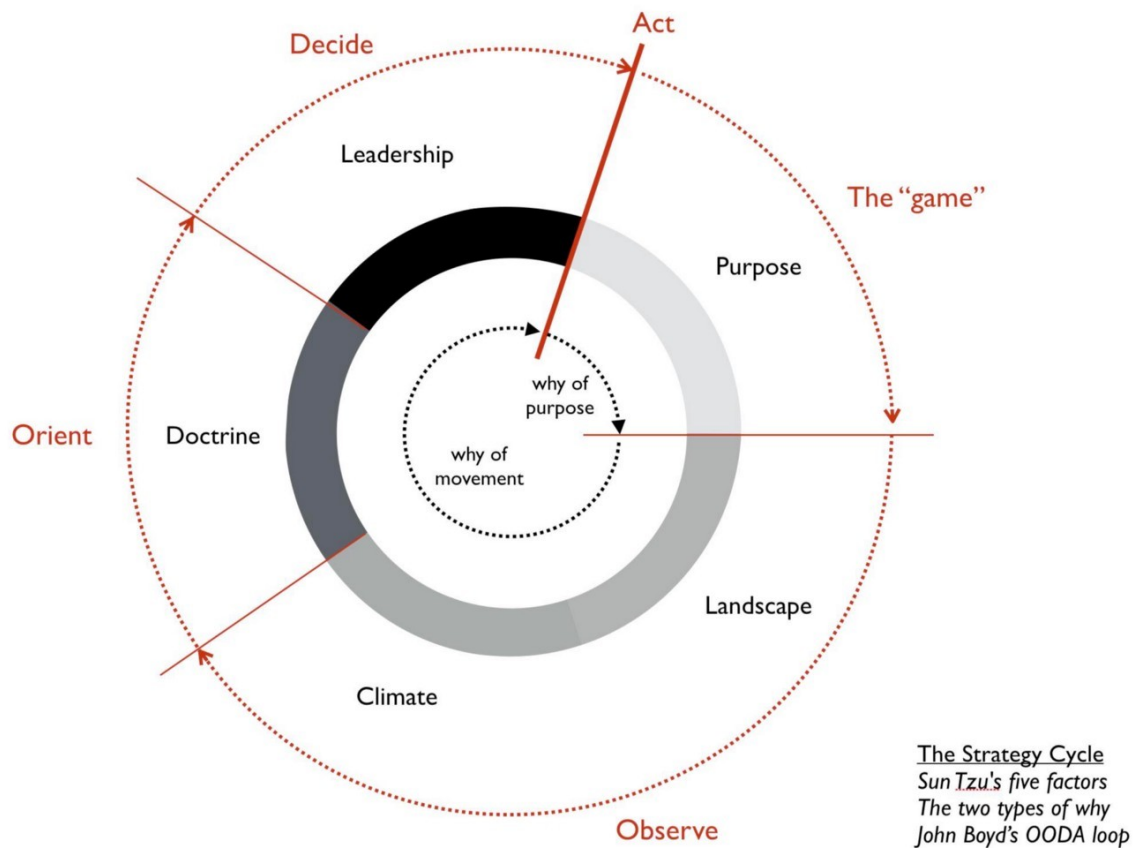 Act
Decide
Leadership
The “game”
Purpose
why of
purpose
Orient
Doctrine
why of
movement
Landscape
Climate
The Strategy Cycle
Sun Tzu's five factors
The two types of why
John Boyd's OODA loop
Observe